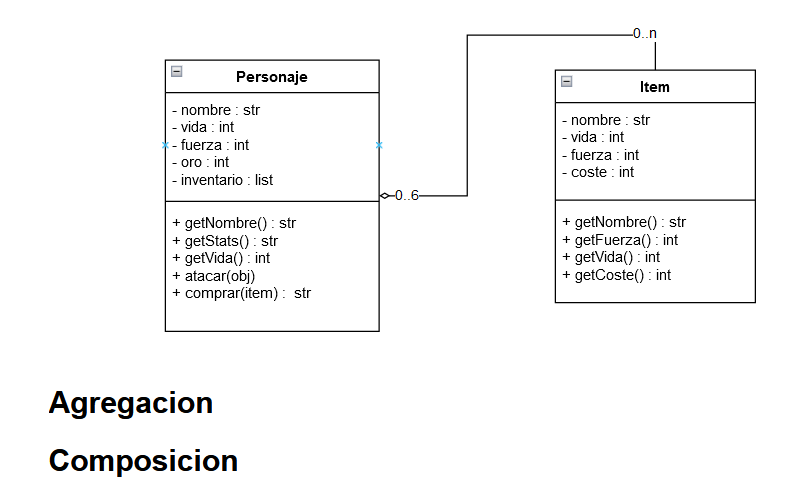 0..n
Personaje
- nombre : str
- vida : int
- fuerza : int
- oro : int
- inventario : list
+ getNombre() : str
+ getStats() : str
+ getVida() : int
+ atacar(obj)
+ comprar(item) :  str
0..6
Item
- nombre : str
- vida : int
- fuerza : int
- coste : int
+ getNombre() : str
+ getFuerza() : int
+ getVida() : int
+ getCoste() : int
Agregacion
Composicion